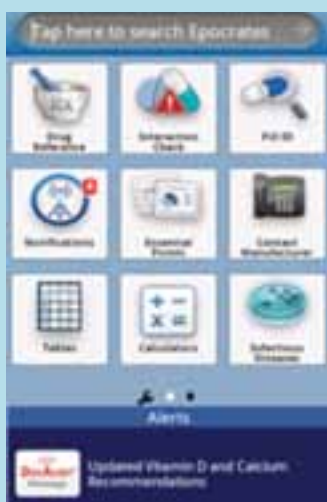 Tap here to search Epocrates
Drug
Reference
Interaction
Check
Pill ID
Notifications
Essential
Points
Contact
Manufacturer
Tables
Calculators
Infectious
Diseases
Alerts
DocAlert
Updated Vitamin D and Calcium
Recommendations